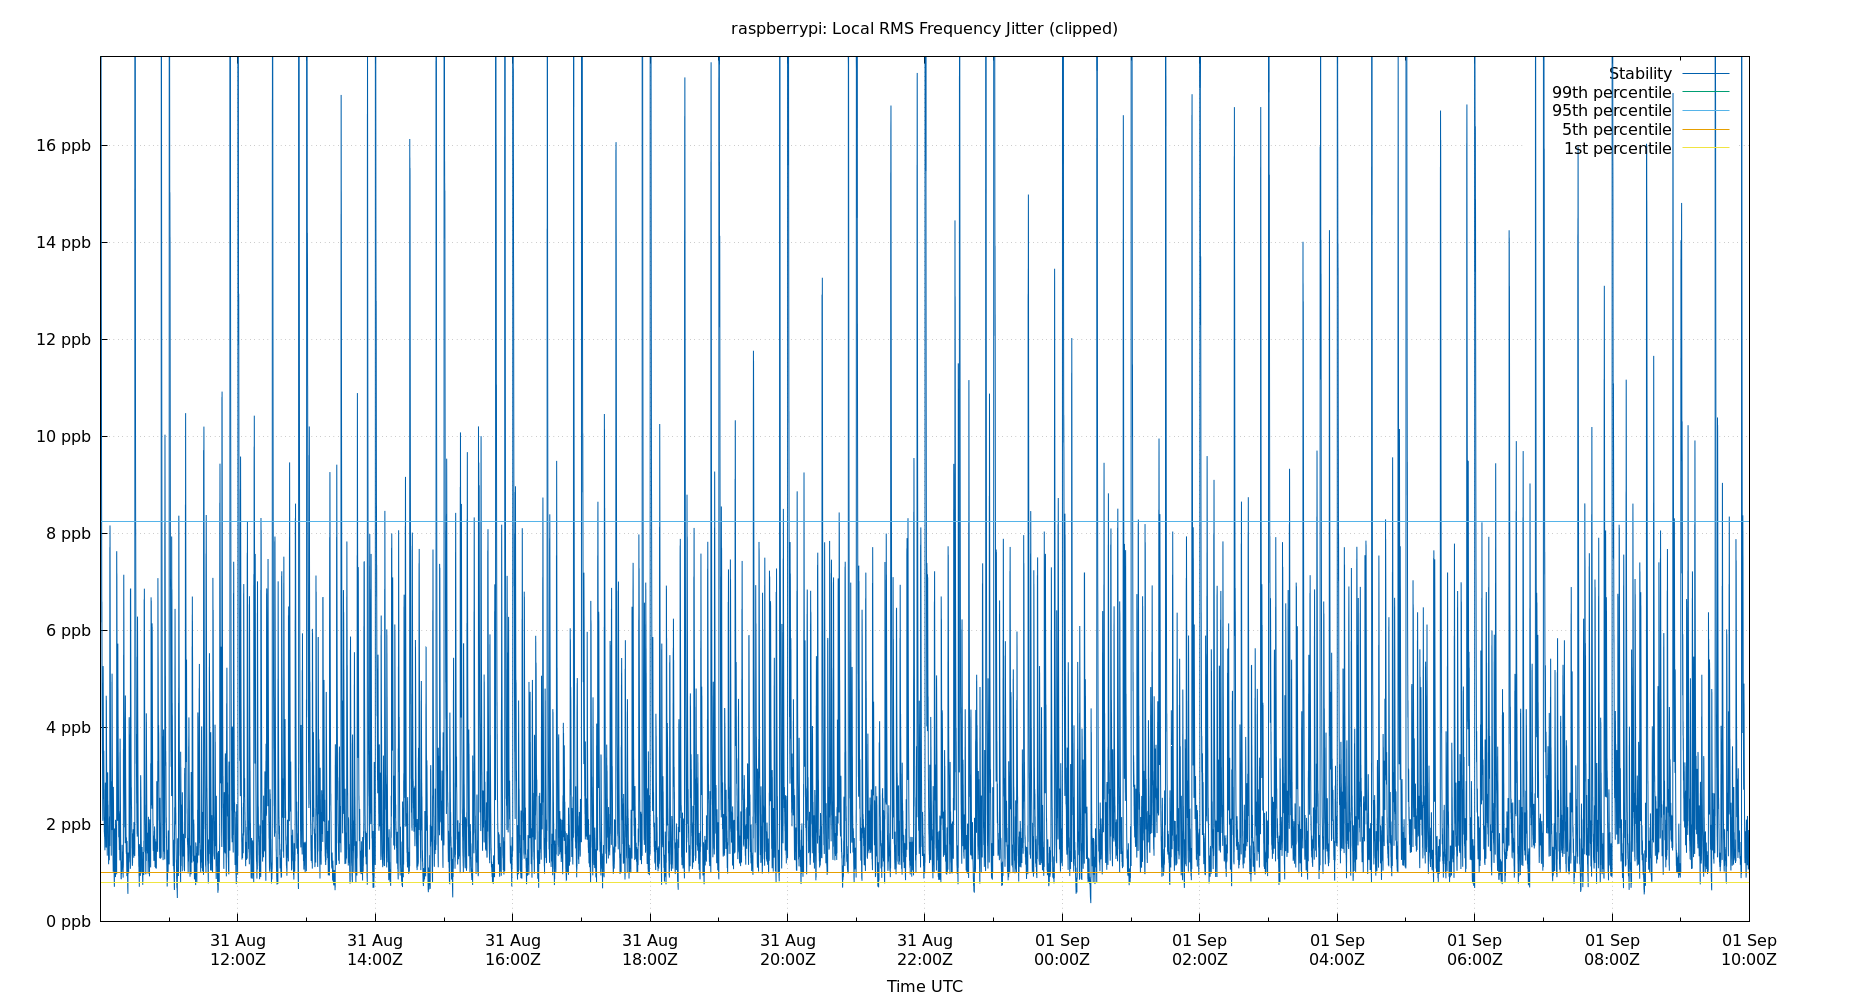 raspberrypi: Local RMS Frequency Jitter (clipped)
Stability
99th percentile
95th percentile
5th percentile
1st percentile
16 ppb
14 ppb
12 ppb
10 ppb
8 ppb
6 ppb
4 ppb
2 ppb
0 ppb
31 Aug 31 Aug 31 Aug 31 Aug 31 Aug 31 Aug 01 Sep 01 Sep 01 Sep 01 Sep 01 Sep 01 Sep
12:00Z 14:00Z 16:00Z 18:00Z 20:00Z 22:00Z 00:00Z 02:00Z 04:00Z 06:00Z 08:00Z 10:00Z
Time UTC